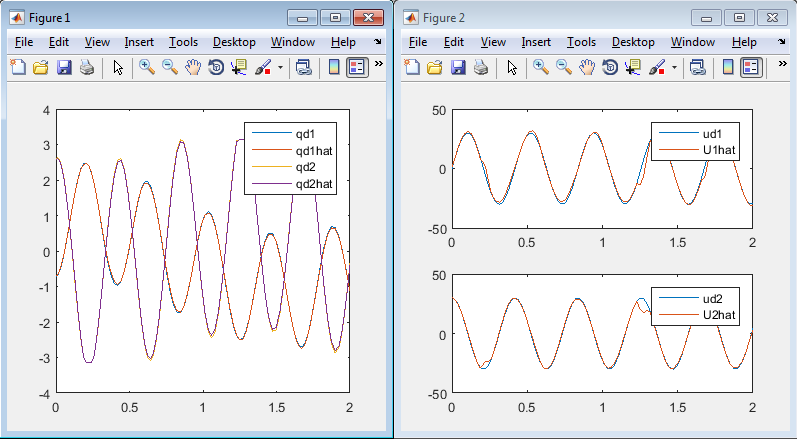 Figure 1
File Edit View Insert Tools Desktop Window Help
4
3
2
1
0
-1
-2
-3
-4
0 0.5 1 1.5 2
qd1
qd1hat
qd2
qd2hat
Figure 2
File Edit View Insert Tools Desktop Window Help
50
0
-50
0 0.5 1 1.5 2
ud1
U1hat
50
0
-50
0 0.5 1 1.5 2
ud2
U2hat